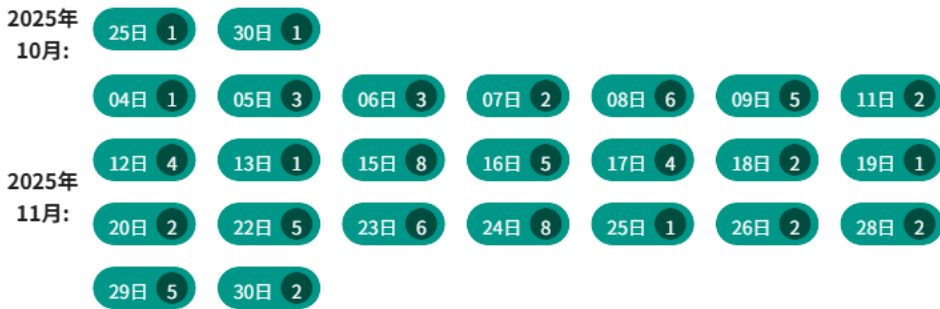 2025年
10月:
25日 1 30日 1
04日 1 05日 3 06日 3 07日 2 08日 6 09日 5 11日 2
2025年
11月:
12日 4 13日 1 15日 8 16日 5 17日 4 18日 2 19日 1
20日 2 22日 5 23日 6 24日 8 25日 1 26日 2 28日 2
29日 5 30日 2